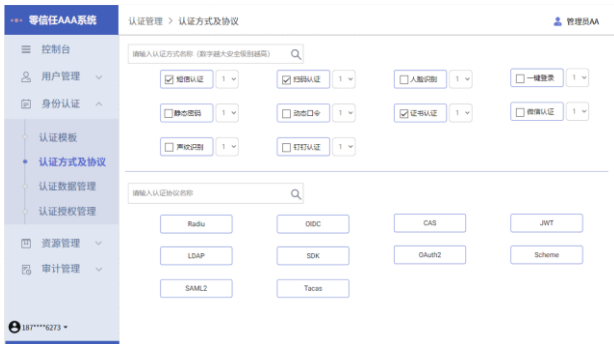 零信任AAA系统
认证管理 > 认证方式及协议
管理员AA
控制台
用户管理
身份认证
认证模板
认证方式及协议
认证数据管理
认证授权管理
资源管理
审计管理
187****6273
请输入认证方式名称（数字越大安全级别越高）
短信认证 1 扫码认证 1 人脸识别 1 一键登录 1
静态密码 1 动态口令 1 证书认证 1 微信认证 1
声纹识别 1 钉钉认证 1
请输入认证协议名称
Radiu OIDC CAS JWT
LDAP SDK OAuth2 Scheme
SAML2 Tacas